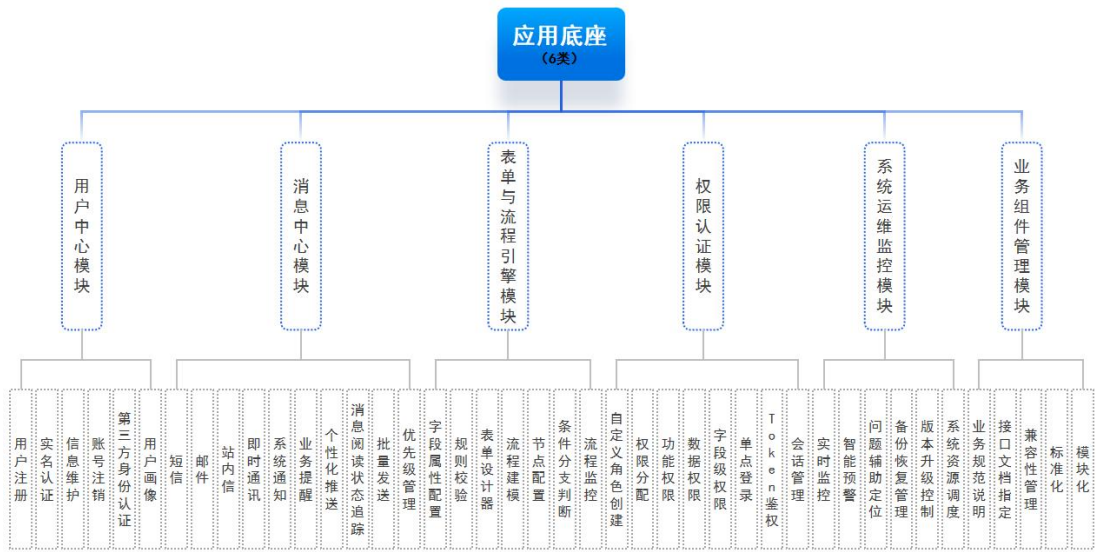 应用底座
（6类）
用户中心模块
消息中心模块
表单与流程引擎模块
权限认证模块
系统运维监控模块
业务组件管理模块
用户注册
实名认证
信息维护
账号注销
第三方身份认证
用户画像
短信
邮件
站内信
即时通讯
系统通知
业务提醒
个性化推送
消息阅读状态追踪
批量发送
优先级管理
字段属性配置
规则校验
表单设计器
流程建模
节点配置
条件分支判断
流程监控
自定义角色创建
权限分配
功能权限
数据权限
字段级权限
单点登录
Token鉴权
会话管理
实时监控
智能预警
问题辅助定位
备份恢复管理
版本升级控制
系统资源调度
业务规范说明
接口文档指定
兼容性管理
标准化
模块化